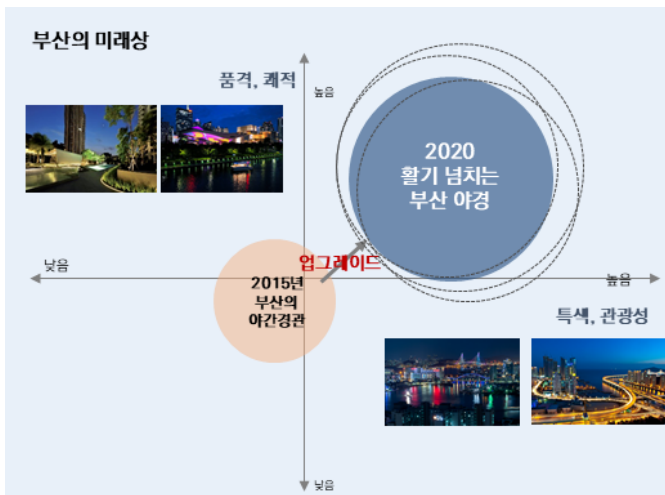 부산의 미래상
품격, 쾌적
높음
2020
활기 넘치는
부산 야경
낮음
업그레이드
높음
2015년
부산의
야간경관
특색, 관광성
낮음